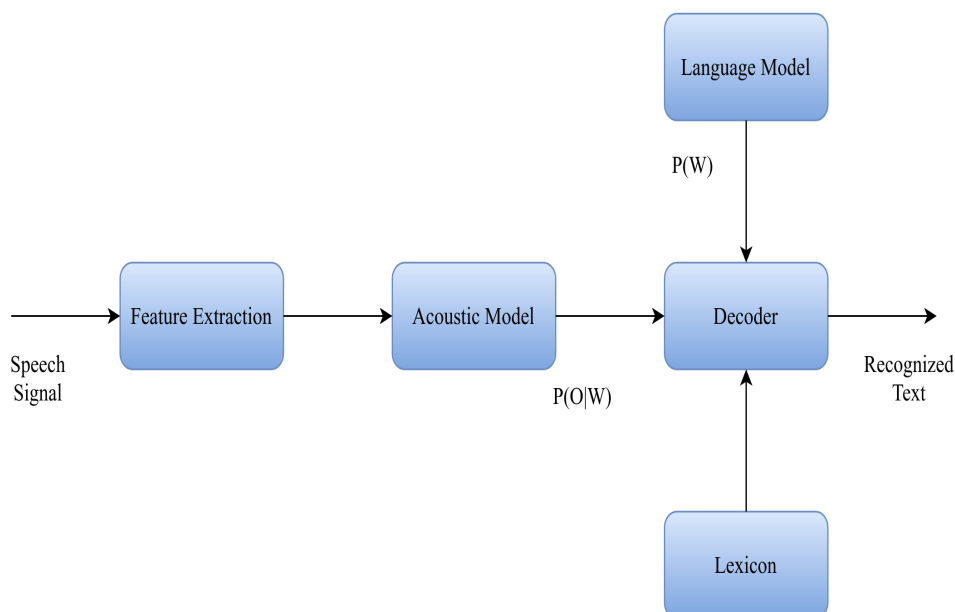 Language Model
P(W)
Feature Extraction
Acoustic Model
Decoder
Speech
Signal
P(O|W)
Recognized
Text
Lexicon